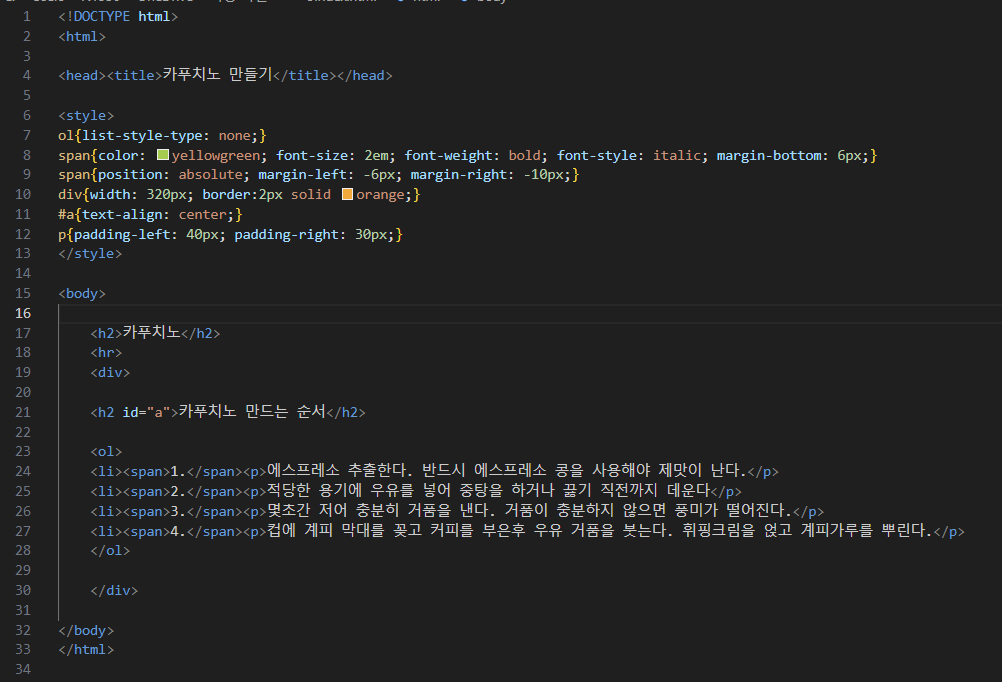 1 <!DOCTYPE html>
2 <html>
3
4 <head><title>카푸치노 만들기</title></head>
5
6 <style>
7 ol{list-style-type: none;}
8 span{color: yellowgreen; font-size: 2em; font-weight: bold; font-style: italic; margin-bottom: 6px;}
9 span{position: absolute; margin-left: -6px; margin-right: -10px;}
10 div{width: 320px; border:2px solid orange;}
11 #a{text-align: center;}
12 p{padding-left: 40px; padding-right: 30px;}
13 </style>
14
15 <body>
16
17 <h2>카푸치노</h2>
18 <hr>
19 <div>
20
21 <h2 id="a">카푸치노 만드는 순서</h2>
22
23 <ol>
24 <li><span>1.</span><p>에스프레소 추출한다. 반드시 에스프레소 콩을 사용해야 제맛이 난다.</p>
25 <li><span>2.</span><p>적당한 용기에 우유를 넣어 중탕을 하거나 끓기 직전까지 데운다</p>
26 <li><span>3.</span><p>몇초간 저어 충분히 거품을 낸다. 거품이 충분하지 않으면 풍미가 떨어진다.</p>
27 <li><span>4.</span><p>컵에 계피 막대를 꽂고 커피를 부은후 우유 거품을 붓는다. 휘핑크림을 얹고 계피가루를 뿌린다.</p>
28 </ol>
29
30 </div>
31
32 </body>
33 </html>
34